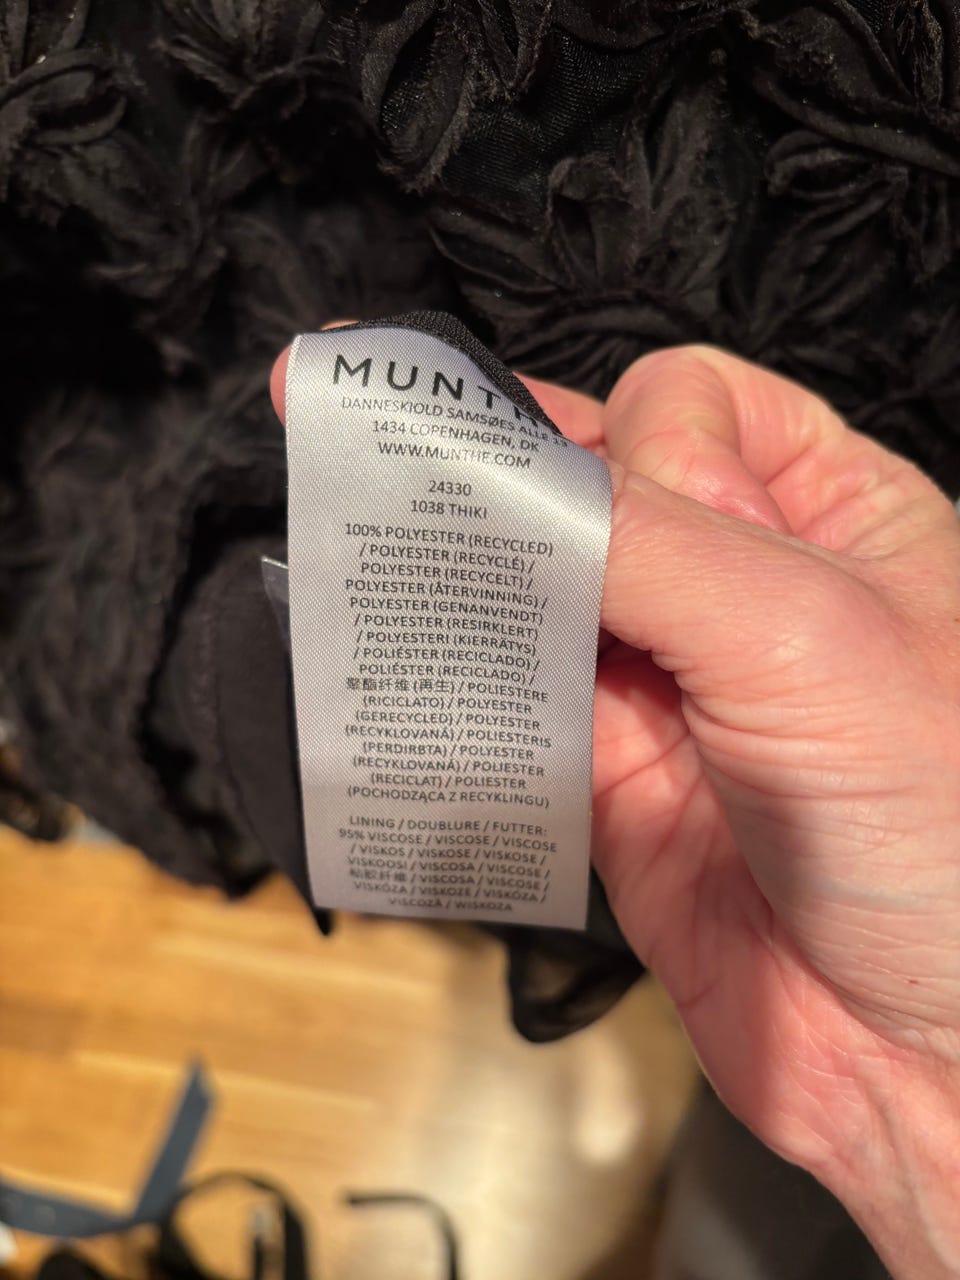 MUNTH
DANNESKIOLD SAMSØES ALLE 33
1434 COPENHAGEN, DK
WWW.MUNTHE.COM
24330
1038 THIKI
100% POLYESTER (RECYCLED)
/ POLYESTER (RECYCLÉ) /
POLYESTER (RECYCELT) /
POLYESTER (ÅTERVINNING) /
POLYESTER (GENANVENDT)
/ POLYESTER (RESIRKLERT)
/ POLYESTERI (KIERRÄTYS)
/ POLIÉSTER (RECICLADO) /
POLIÉSTER (RECICLADO) /
聚酯纤维 (再生) / POLIESTERE
(RICICLATO) / POLYESTER
(GERECYCLED) / POLYESTER
(RECYKLOVANÁ) / POLIESTERIS
(PERDIRBTA) / POLYESTER
(RECYKLOVANÁ) / POLIESTER
(RECICLAT) / POLIESTER
(POCHODZĄCA Z RECYKLINGU)
LINING / DOUBLURE / FUTTER:
95% VISCOSE / VISCOSE / VISCOSE
/ VISKOS / VISKOSE / VISKOSE /
VISKOOSI / VISCOSA / VISCOSE /
粘胶纤维 / VISCOSA / VISCOSE /
VISKÓZA / VISKOZĖ / VISKÓZA /
VISCOZĂ / WISKOZA